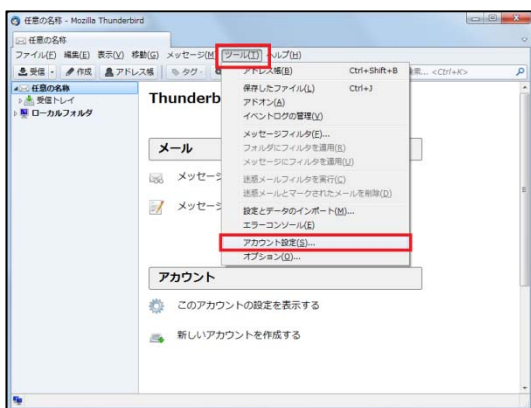 任意の名称 - Mozilla Thunderbird
任意の名称
ファイル(F) 編集(E) 表示(V) 移動(G) メッセージ(M) ツール(T) ヘルプ(H)
受信 作成 アドレス帳 タグ <Ctrl+K>
任意の名称
受信トレイ
ローカルフォルダ
Thunderb
アドレス帳(B) Ctrl+Shift+B
保存したファイル(L) Ctrl+J
アドオン(A)
イベントログの管理(V)
メッセージフィルタ(F)...
フォルダにフィルタを適用(R)
メッセージにフィルタを適用(U)
迷惑メールフィルタを実行(C)
迷惑メールとマークされたメールを削除(D)
設定とデータのインポート(M)...
エラーコンソール(E)
アカウント設定(S)...
オプション(O)...
メール
メッセージ
メッセージ
アカウント
このアカウントの設定を表示する
新しいアカウントを作成する